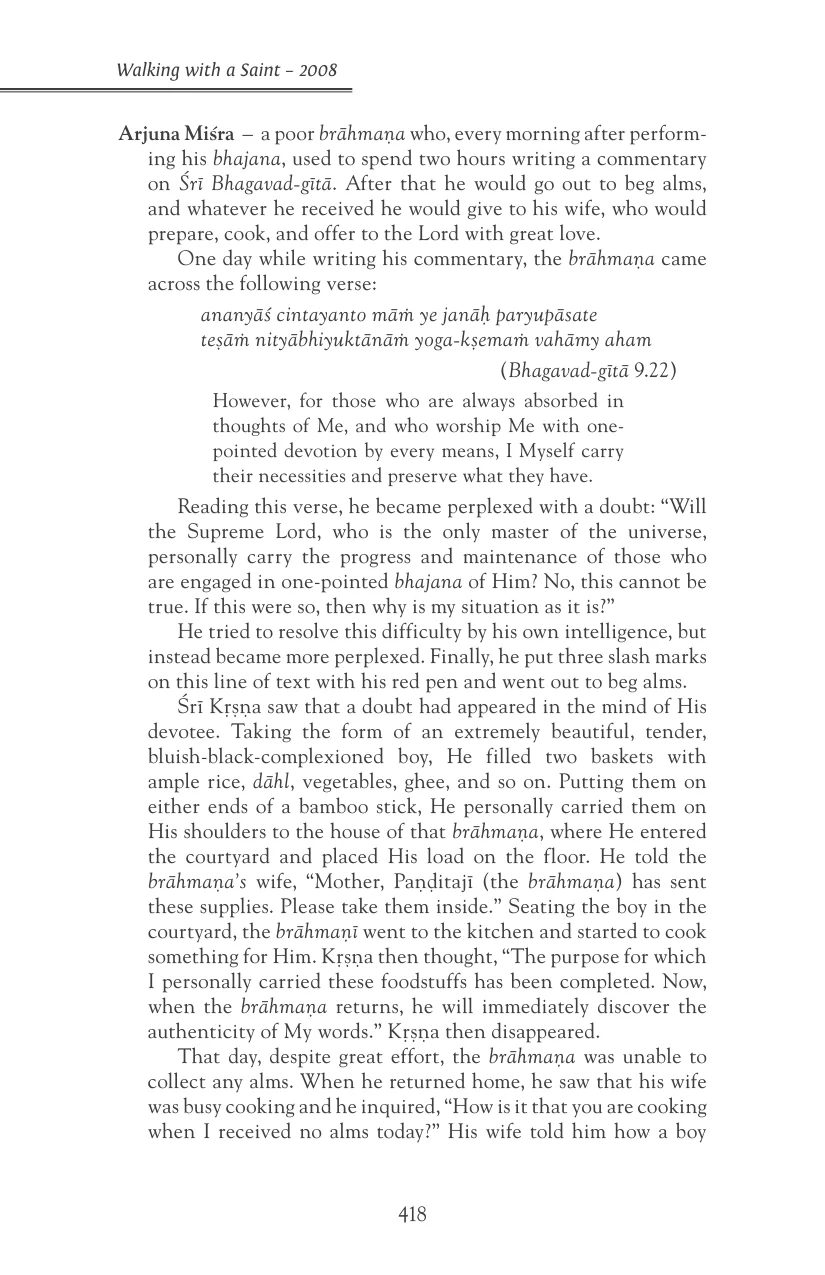 Walking with a Saint – 2008
Arjuna Miśra – a poor brāhmaṇa who, every morning after perform-
ing his bhajana, used to spend two hours writing a commentary
on Śrī Bhagavad-gītā. After that he would go out to beg alms,
and whatever he received he would give to his wife, who would
prepare, cook, and offer to the Lord with great love.
One day while writing his commentary, the brāhmaṇa came
across the following verse:
ananyāś cintayanto māṁ ye janāḥ paryupāsate
teṣāṁ nityābhiyuktānāṁ yoga-kṣemaṁ vahāmy aham
(Bhagavad-gītā 9.22)
However, for those who are always absorbed in
thoughts of Me, and who worship Me with one-
pointed devotion by every means, I Myself carry
their necessities and preserve what they have.
Reading this verse, he became perplexed with a doubt: “Will
the Supreme Lord, who is the only master of the universe,
personally carry the progress and maintenance of those who
are engaged in one-pointed bhajana of Him? No, this cannot be
true. If this were so, then why is my situation as it is?”
He tried to resolve this difficulty by his own intelligence, but
instead became more perplexed. Finally, he put three slash marks
on this line of text with his red pen and went out to beg alms.
Śrī Kṛṣṇa saw that a doubt had appeared in the mind of His
devotee. Taking the form of an extremely beautiful, tender,
bluish-black-complexioned boy, He filled two baskets with
ample rice, dāhl, vegetables, ghee, and so on. Putting them on
either ends of a bamboo stick, He personally carried them on
His shoulders to the house of that brāhmaṇa, where He entered
the courtyard and placed His load on the floor. He told the
brāhmaṇa’s wife, “Mother, Paṇḍitajī (the brāhmaṇa) has sent
these supplies. Please take them inside.” Seating the boy in the
courtyard, the brāhmaṇī went to the kitchen and started to cook
something for Him. Kṛṣṇa then thought, “The purpose for which
I personally carried these foodstuffs has been completed. Now,
when the brāhmaṇa returns, he will immediately discover the
authenticity of My words.” Kṛṣṇa then disappeared.
That day, despite great effort, the brāhmaṇa was unable to
collect any alms. When he returned home, he saw that his wife
was busy cooking and he inquired, “How is it that you are cooking
when I received no alms today?” His wife told him how a boy
418